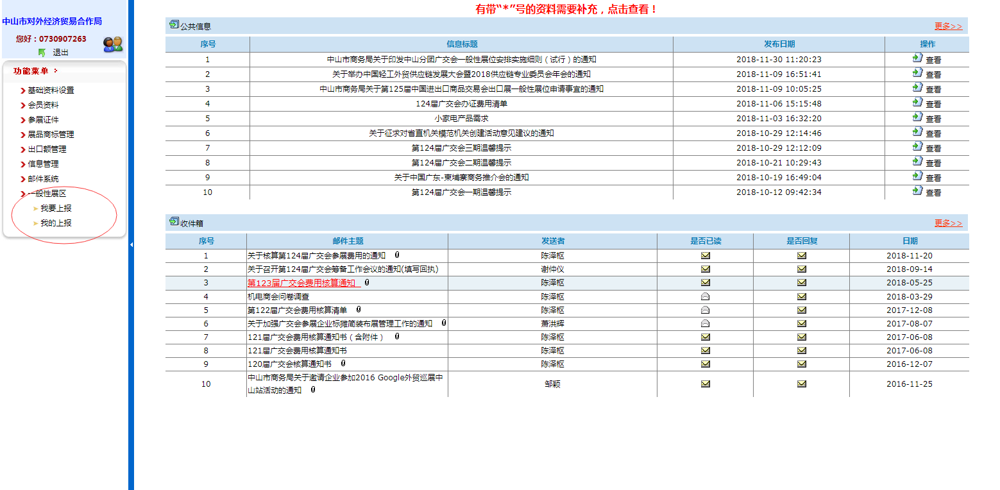 中山市对外经济贸易合作局
您好：0730907263
退出
功能菜单
基础资料设置
会员资料
参展证件
展品商标管理
出口额管理
信息管理
邮件系统
一般性展区
我要上报
我的上报
有带“*”号的资料需要补充，点击查看！
公共信息 更多>>
序号 信息标题 发布日期 操作
1 中山市商务局关于印发中山分团广交会一般性展位安排实施细则（试行）的通知 2018-11-30 11:20:23 查看
2 关于举办中国轻工外贸供应链发展大会暨2018供应链专业委员会年会的通知 2018-11-09 16:51:41 查看
3 中山市商务局关于第125届中国进出口商品交易会出口展一般性展位申请事宜的通知 2018-11-09 10:05:25 查看
4 124届广交会办证费用清单 2018-11-06 15:15:48 查看
5 小家电产品需求 2018-11-03 16:32:20 查看
6 关于征求对省直机关模范机关创建活动意见建议的通知 2018-10-29 12:14:46 查看
7 第124届广交会三期温馨提示 2018-10-29 12:12:09 查看
8 第124届广交会二期温馨提示 2018-10-21 10:29:43 查看
9 关于中国广东-柬埔寨商务推介会的通知 2018-10-19 16:49:04 查看
10 第124届广交会一期温馨提示 2018-10-12 09:42:34 查看
收件箱 更多>>
序号 邮件主题 发送者 是否已读 是否回复 日期
1 关于核算第124届广交会参展费用的通知 陈泽枢 2018-11-20
2 关于召开第124届广交会筹备工作会议的通知(填写回执) 谢仲仪 2018-09-14
3 第123届广交会费用核算通知 陈泽枢 2018-05-25
4 机电商会问卷调查 陈泽枢 2018-03-29
5 第122届广交会费用核算清单 陈泽枢 2017-12-08
6 关于加强广交会参展企业标摊简装布展管理工作的通知 萧洪辉 2017-08-07
7 121届广交会费用核算通知书（含附件） 陈泽枢 2017-06-08
8 121届广交会费用核算通知书 陈泽枢 2017-06-08
9 120届广交会核算通知书 陈泽枢 2016-12-07
10 中山市商务局关于邀请企业参加2016 Google外贸巡展中
山站活动的通知 邹颖 2016-11-25